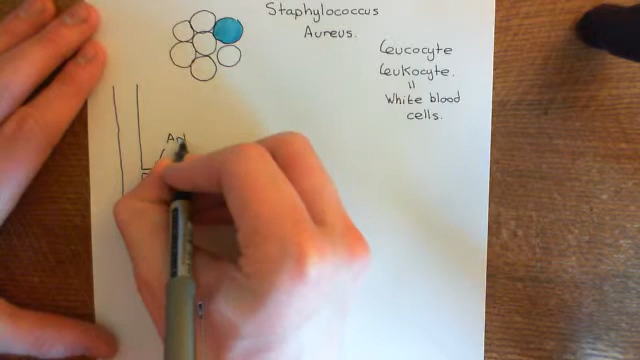 Staphylococcus
Aureus.
Leucocyte
Leukocyte.
=
White blood
cells.